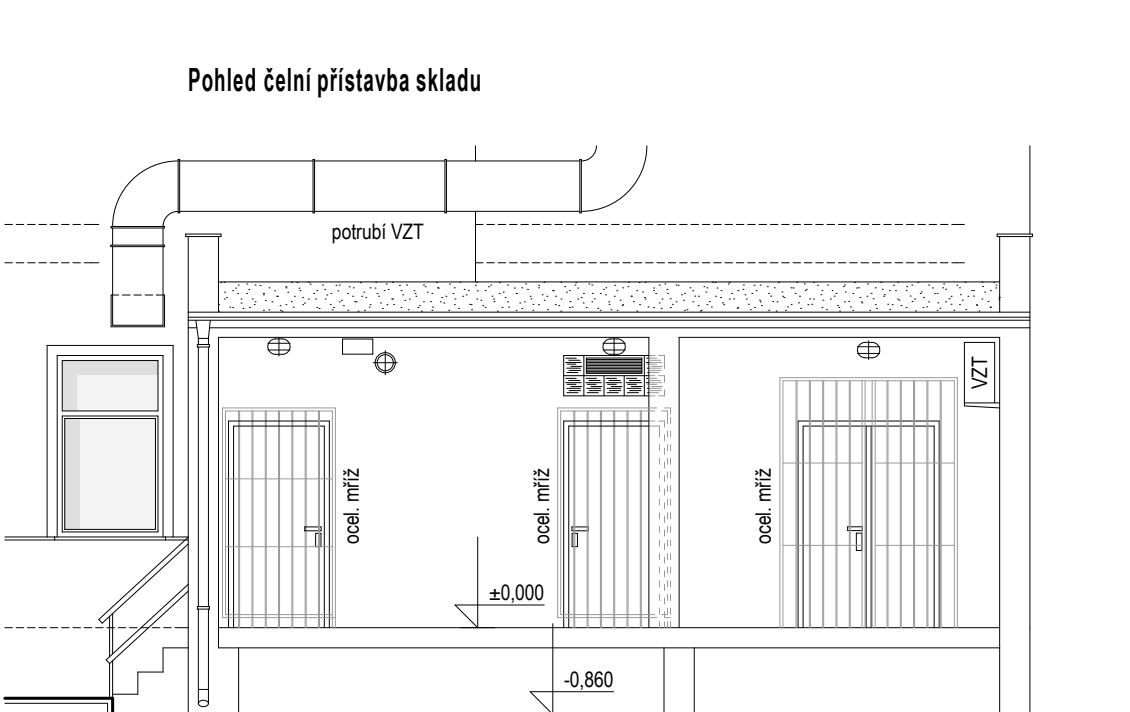 Pohled čelní přístavba skladu
potrubí VZT
VZT
ocel. mříž
ocel. mříž
ocel. mříž
±0,000
-0,860